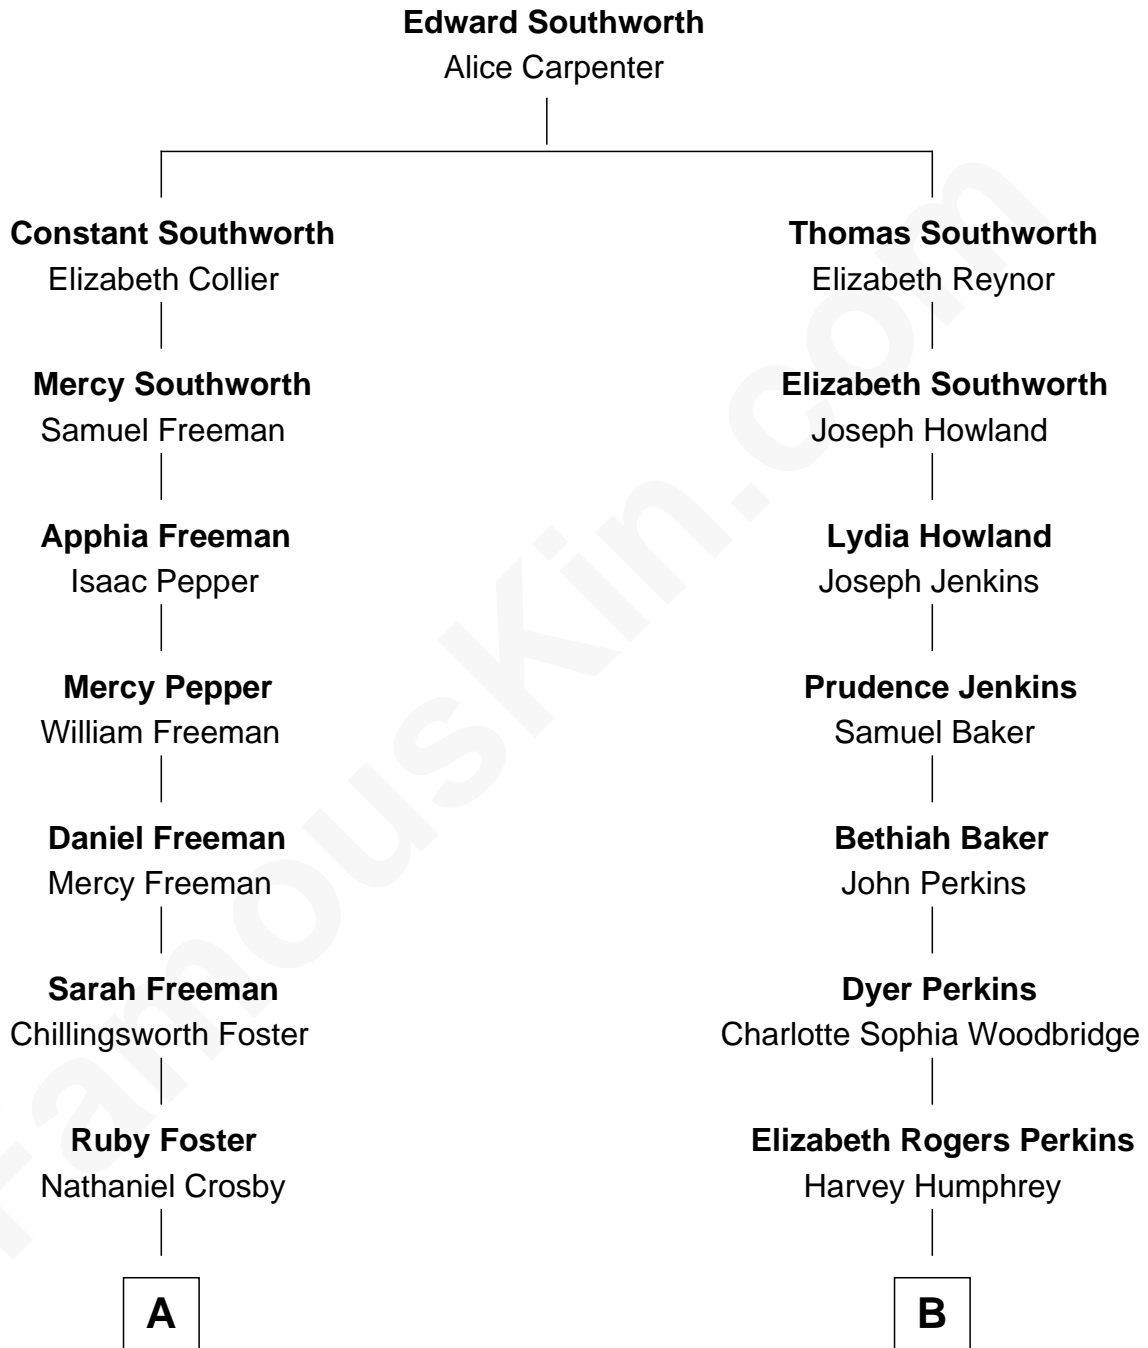 Edward Southworth
Alice Carpenter
Constant Southworth
Elizabeth Collier
Thomas Southworth
Elizabeth Reynor
Mercy Southworth
Samuel Freeman
Elizabeth Southworth
Joseph Howland
Apphia Freeman
Isaac Pepper
Lydia Howland
Joseph Jenkins
Mercy Pepper
William Freeman
Prudence Jenkins
Samuel Baker
Daniel Freeman
Mercy Freeman
Bethiah Baker
John Perkins
Sarah Freeman
Chillingsworth Foster
Dyer Perkins
Charlotte Sophia Woodbridge
Ruby Foster
Nathaniel Crosby
Elizabeth Rogers Perkins
Harvey Humphrey
A
B
FamousKin.com